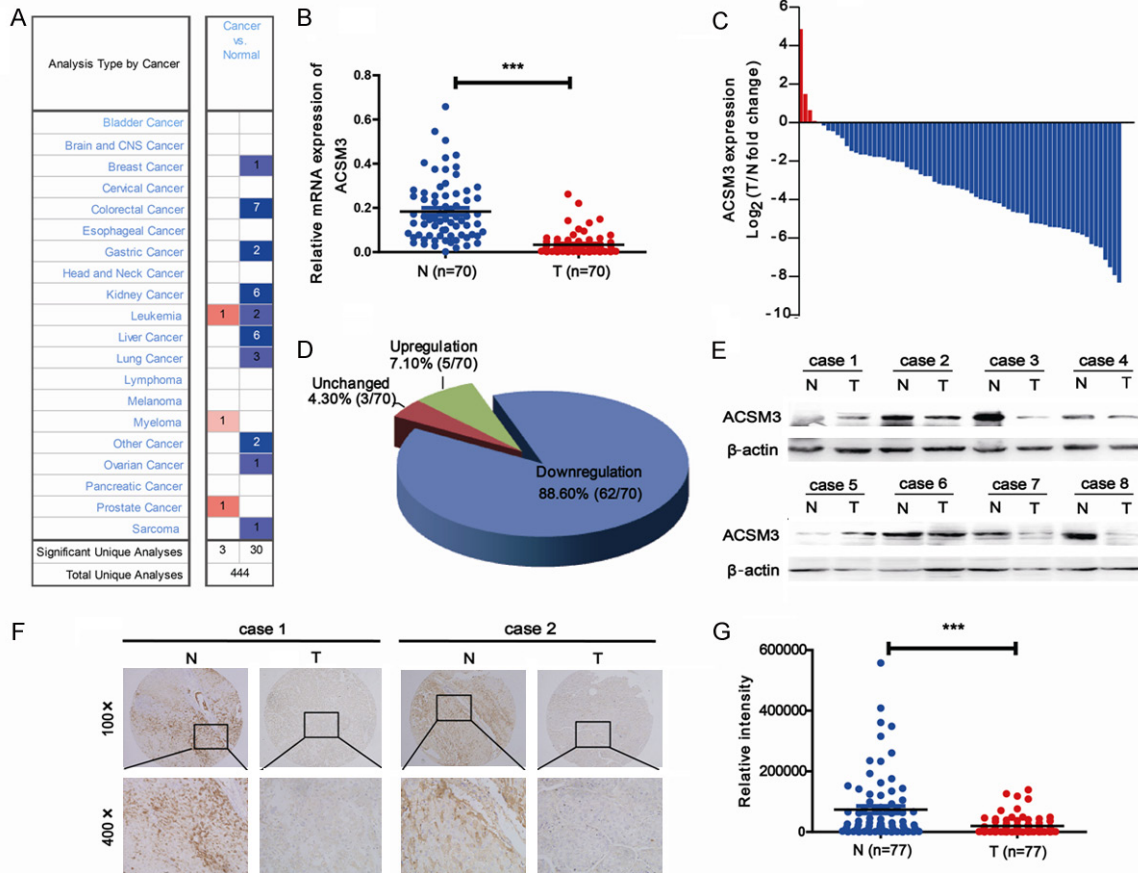 A
Analysis Type by Cancer
Cancer
vs.
Normal
Bladder Cancer
Brain and CNS Cancer
Breast Cancer 1
Cervical Cancer
Colorectal Cancer 7
Esophageal Cancer
Gastric Cancer 2
Head and Neck Cancer
Kidney Cancer 6
Leukemia 1 2
Liver Cancer 6
Lung Cancer 3
Lymphoma
Melanoma
Myeloma 1
Other Cancer 2
Ovarian Cancer 1
Pancreatic Cancer
Prostate Cancer 1
Sarcoma 1
Significant Unique Analyses 3 30
Total Unique Analyses 444
B
Relative mRNA expression of
ACSM3
0.8
0.6
0.4
0.2
0.0
***
N (n=70) T (n=70)
C
ACSM3 expression
Log2 (T/N fold change)
6
4
2
0
-2
-4
-6
-8
-10
D
Upregulation
7.10% (5/70)
Unchanged
4.30% (3/70)
Downregulation
88.60% (62/70)
E
case 1 case 2 case 3 case 4
N T N T N T N T
ACSM3
β-actin
case 5 case 6 case 7 case 8
N T N T N T N T
ACSM3
β-actin
F
case 1 case 2
N T N T
100×
400×
G
Relative intensity
600000
400000
200000
0
***
N (n=77) T (n=77)